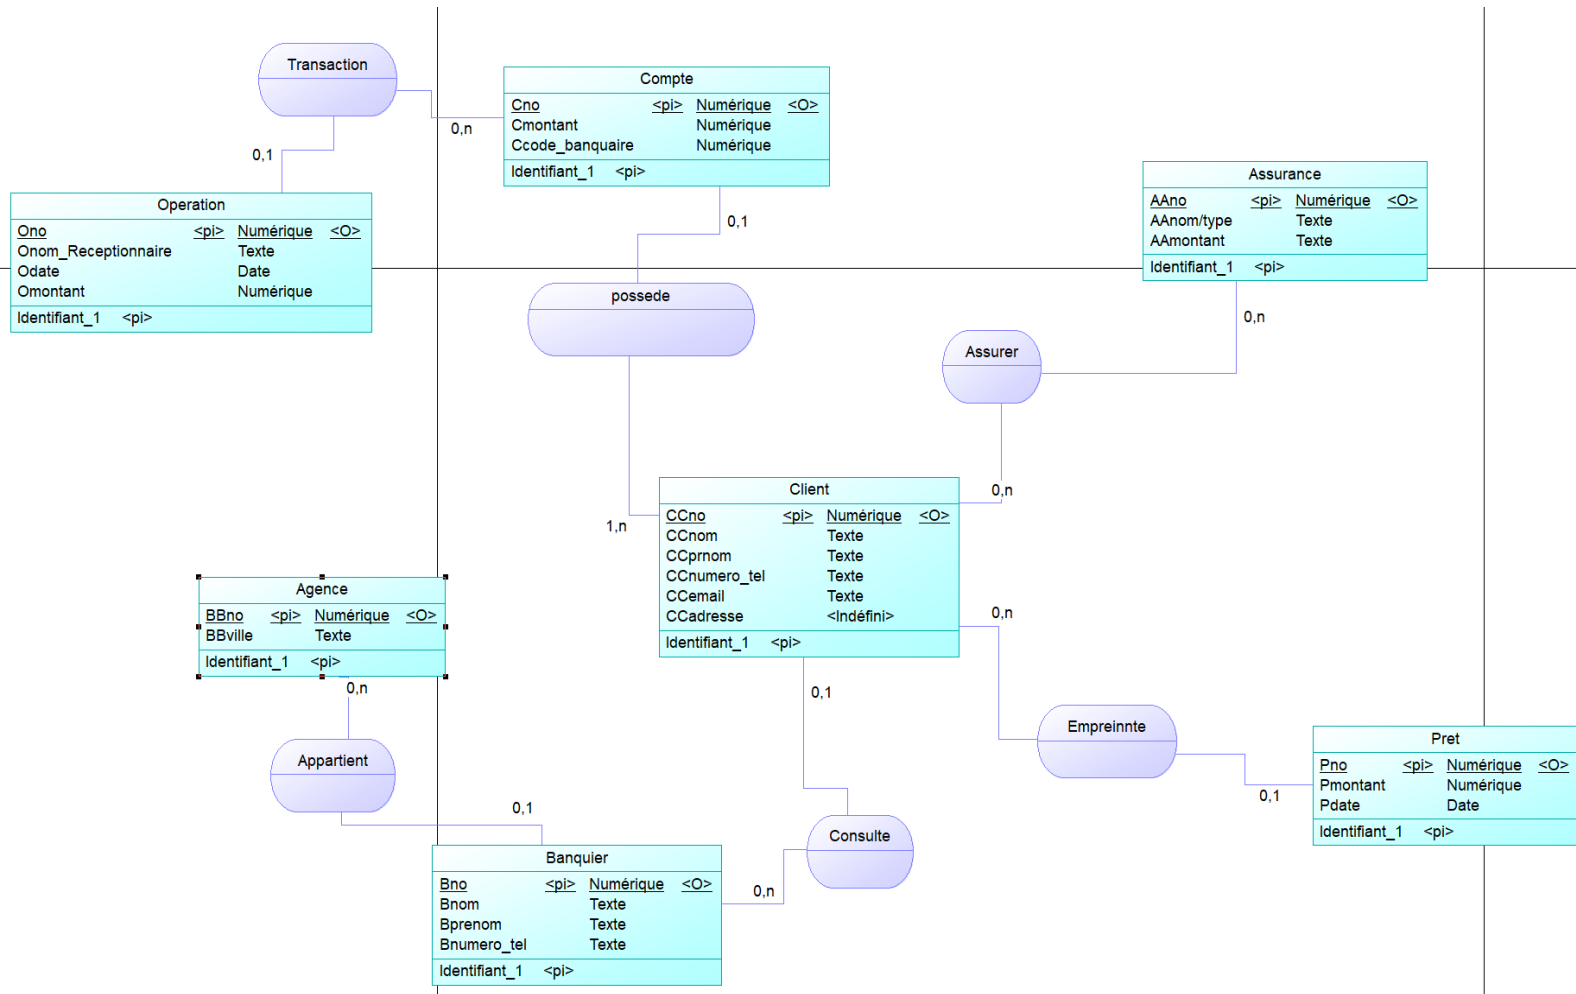 Transaction
0,1
0,n
Compte
Cno <pi> Numérique <O>
Cmontant Numérique
Ccode_banquaire Numérique
Identifiant_1 <pi>
0,1
Operation
Ono <pi> Numérique <O>
Onom_Receptionnaire Texte
Odate Date
Omontant Numérique
Identifiant_1 <pi>
Assurance
AAno <pi> Numérique <O>
AAnom/type Texte
AAmontant Texte
Identifiant_1 <pi>
0,n
possede
1,n
Assurer
0,n
Client
CCno <pi> Numérique <O>
CCnom Texte
CCprnom Texte
CCnumero_tel Texte
CCemail Texte
CCadresse <Indéfini>
Identifiant_1 <pi>
0,n
0,1
Agence
BBno <pi> Numérique <O>
BBville Texte
Identifiant_1 <pi>
0,n
Appartient
0,1
Empreinnte
0,1
Pret
Pno <pi> Numérique <O>
Pmontant Numérique
Pdate Date
Identifiant_1 <pi>
Consulte
0,n
Banquier
Bno <pi> Numérique <O>
Bnom Texte
Bprenom Texte
Bnumero_tel Texte
Identifiant_1 <pi>